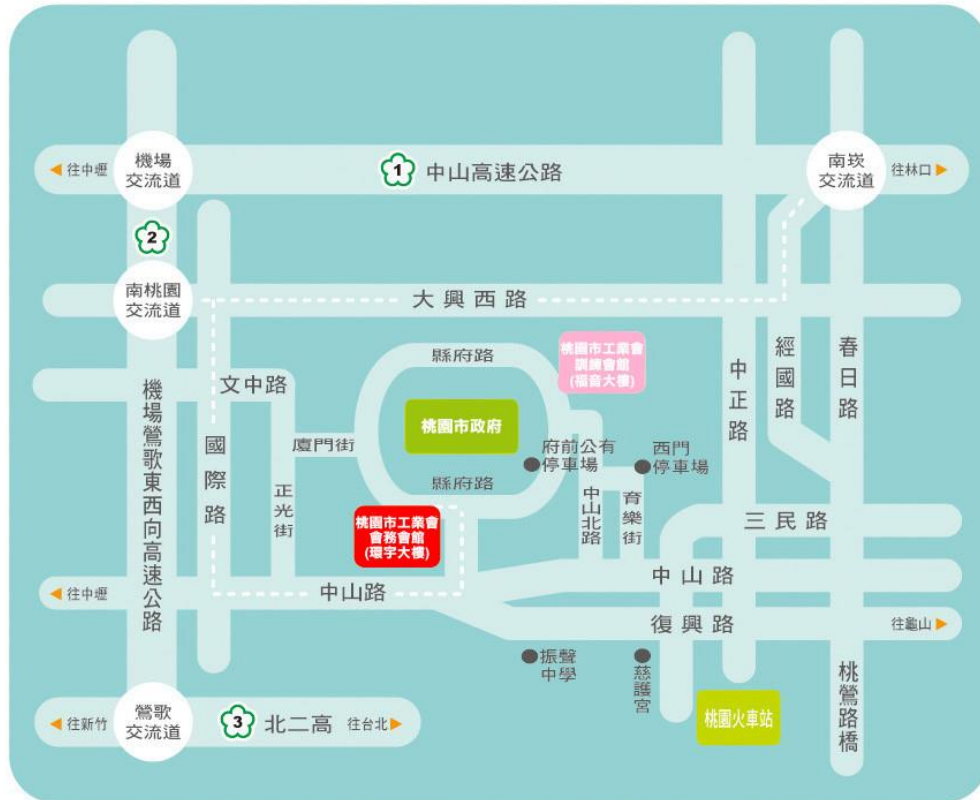 機場
交流道
往中壢
1
中山高速公路
南崁
交流道
往林口
2
南桃園
交流道
大興西路
縣府路
桃園市工業會
訓練會館
(福音大樓)
文中路
中正路
經國路
春日路
桃園市政府
機場鶯歌東西向高速公路
國際路
廈門街
府前公有
停車場
西門
停車場
縣府路
正光街
中山北路
育樂街
桃園市工業會
會務會館
(環宇大樓)
三民路
往中壢
中山路
中山路
復興路
往龜山
振聲
中學
慈護宮
桃鶯路橋
桃園火車站
往新竹
鶯歌
交流道
3
北二高
往台北